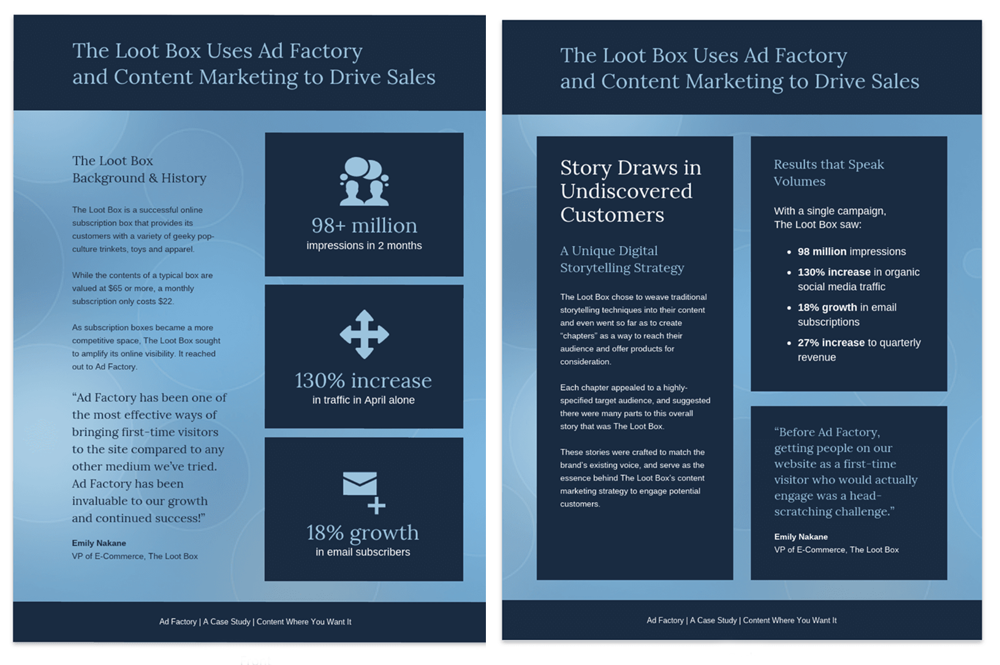 The Loot Box Uses Ad Factory
and Content Marketing to Drive Sales
The Loot Box
Background & History
The Loot Box is a successful online
subscription box that provides its
customers with a variety of geeky pop-
culture trinkets, toys and apparel.
While the contents of a typical box are
valued at $65 or more, a monthly
subscription only costs $22.
As subscription boxes became a more
competitive space, The Loot Box sought
to amplify its online visibility. It reached
out to Ad Factory.
“Ad Factory has been one of
the most effective ways of
bringing first-time visitors
to the site compared to any
other medium we’ve tried.
Ad Factory has been
invaluable to our growth
and continued success!”
Emily Nakane
VP of E-Commerce, The Loot Box
98+ million
impressions in 2 months
130% increase
in traffic in April alone
18% growth
in email subscribers
Ad Factory | A Case Study | Content Where You Want It
The Loot Box Uses Ad Factory
and Content Marketing to Drive Sales
Story Draws in
Undiscovered
Customers
A Unique Digital
Storytelling Strategy
The Loot Box chose to weave traditional
storytelling techniques into their content
and even went so far as to create
“chapters” as a way to reach their
audience and offer products for
consideration.
Each chapter appealed to a highly-
specified target audience, and suggested
there were many parts to this overall
story that was The Loot Box.
These stories were crafted to match the
brand’s existing voice, and serve as the
essence behind The Loot Box’s content
marketing strategy to engage potential
customers.
Results that Speak
Volumes
With a single campaign,
The Loot Box saw:
• 98 million impressions
• 130% increase in organic
social media traffic
• 18% growth in email
subscriptions
• 27% increase to quarterly
revenue
“Before Ad Factory,
getting people on our
website as a first-time
visitor who would actually
engage was a head-
scratching challenge.”
Emily Nakane
VP of E-Commerce, The Loot Box
Ad Factory | A Case Study | Content Where You Want It